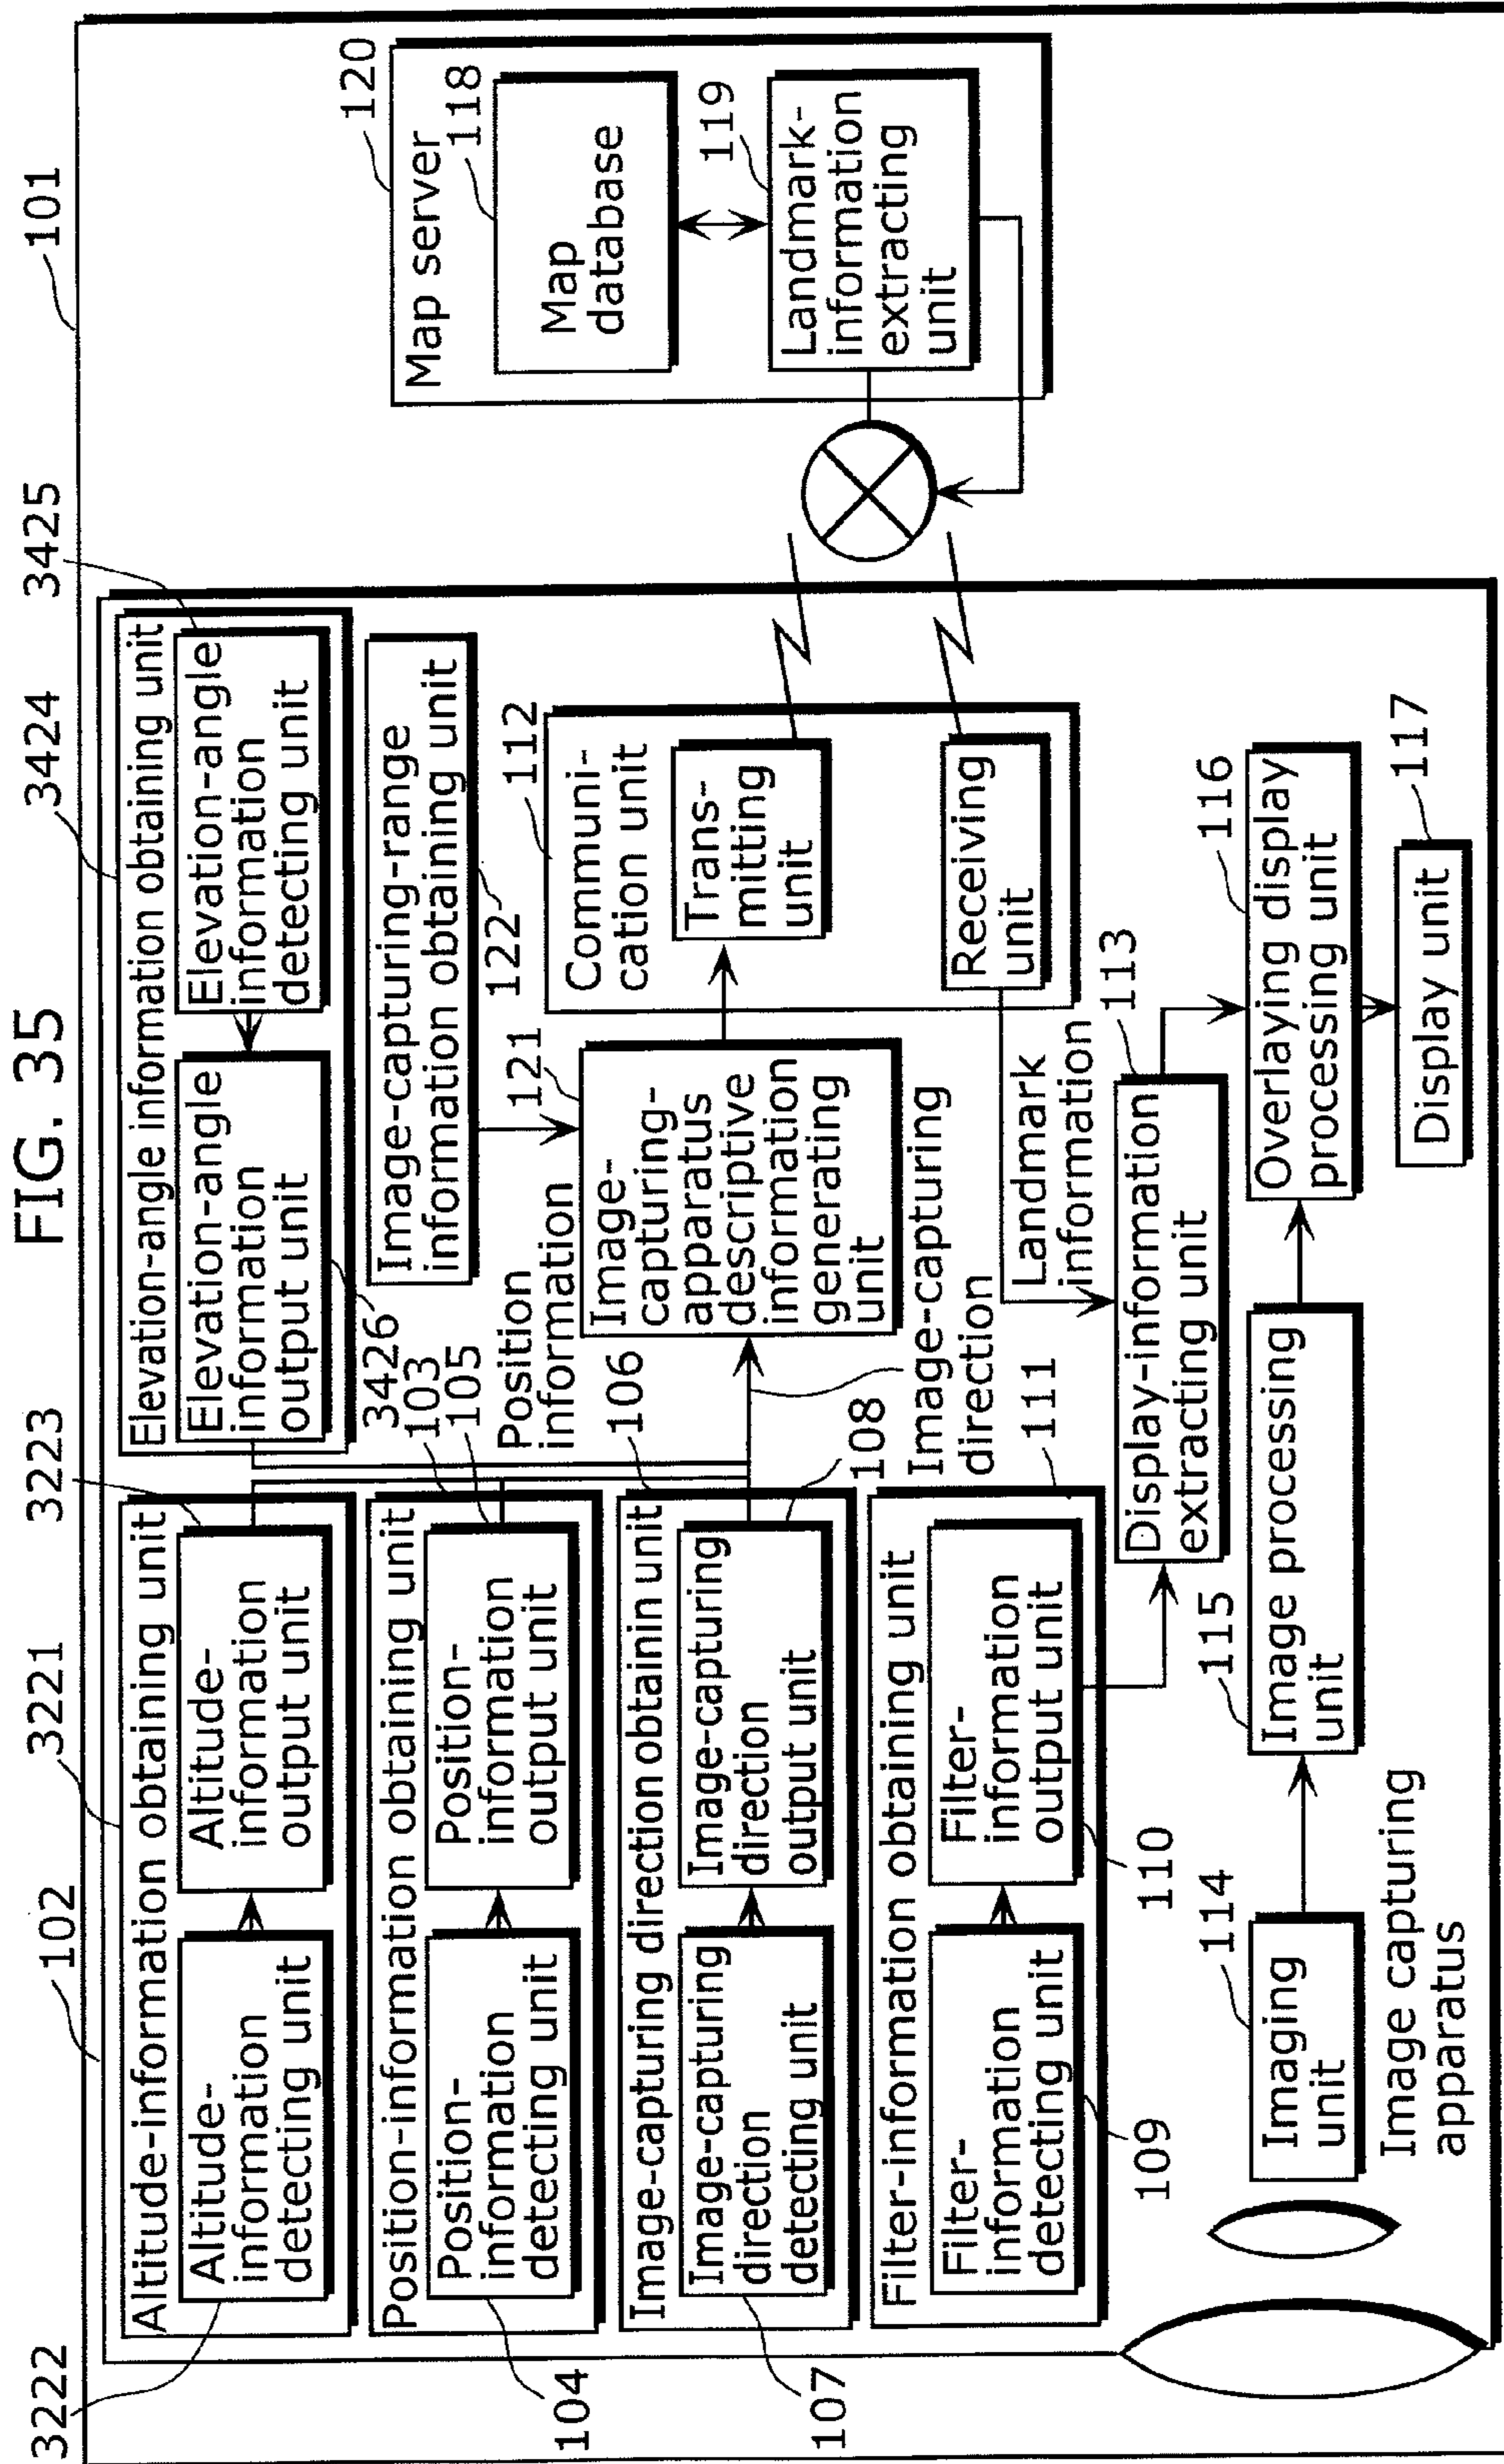 FIG. 35
101
102
3221
3223
3424
3425
3222
Altitude-information obtaining unit
Altitude-
information
detecting unit
Altitude-
information
output unit
Elevation-angle information obtaining unit
Elevation-angle
information
output unit
Elevation-angle
information
detecting unit
3426
103
105
104
Position-information obtaining unit
Position-
information
detecting unit
Position-
information
output unit
Image-capturing-range
information obtaining unit
122
Position
information
106
107
108
Image-capturing direction obtainin unit
Image-capturing
direction
detecting unit
Image-capturing
direction
output unit
121
Image-
capturing-
apparatus
descriptive
information
generating
unit
Image-capturing
direction
112
Communi-
cation unit
Trans-
mitting
unit
Receiving
unit
Landmark
information
111
Filter-information obtaining unit
Filter-
information
detecting unit
Filter-
information
output unit
109
110
113
Display-information
extracting unit
114
Imaging
unit
115
Image processing
unit
116
Overlaying display
processing unit
117
Display unit
Image capturing
apparatus
120
Map server
118
Map
database
119
Landmark-
information
extracting
unit